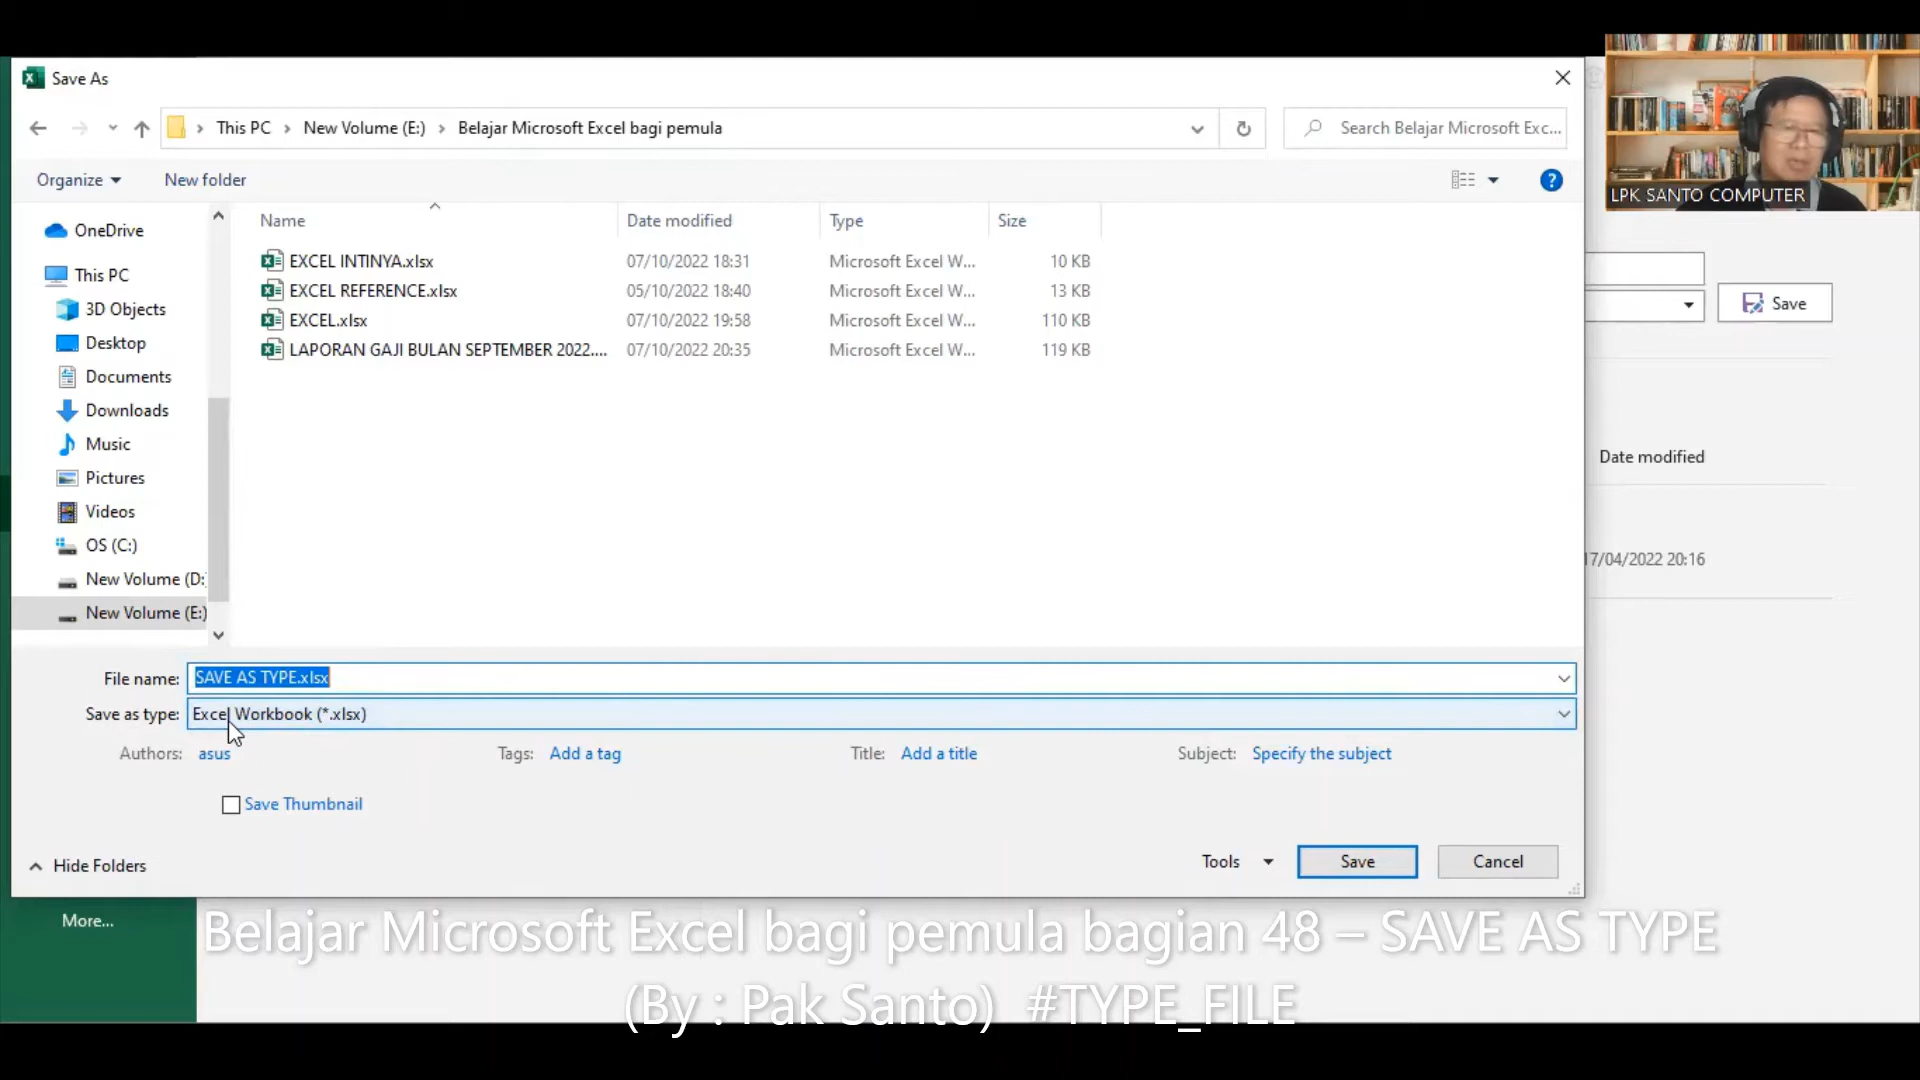 Save As
This PC > New Volume (E:) > Belajar Microsoft Excel bagi pemula
Search Belajar Microsoft Exc...
LPK SANTO COMPUTER
Organize
New folder
OneDrive
This PC
3D Objects
Desktop
Documents
Downloads
Music
Pictures
Videos
OS (C:)
New Volume (D:
New Volume (E:)
Name Date modified Type Size
EXCEL INTINYA.xlsx 07/10/2022 18:31 Microsoft Excel W... 10 KB
EXCEL REFERENCE.xlsx 05/10/2022 18:40 Microsoft Excel W... 13 KB
EXCEL.xlsx 07/10/2022 19:58 Microsoft Excel W... 110 KB
LAPORAN GAJI BULAN SEPTEMBER 2022.... 07/10/2022 20:35 Microsoft Excel W... 119 KB
Save
Date modified
17/04/2022 20:16
File name: SAVE AS TYPE.xlsx
Save as type: Excel Workbook (*.xlsx)
Authors: asus Tags: Add a tag Title: Add a title Subject: Specify the subject
Save Thumbnail
Hide Folders
Tools Save Cancel
More...
Belajar Microsoft Excel bagi pemula bagian 48 – SAVE AS TYPE
(By : Pak Santo) #TYPE_FILE